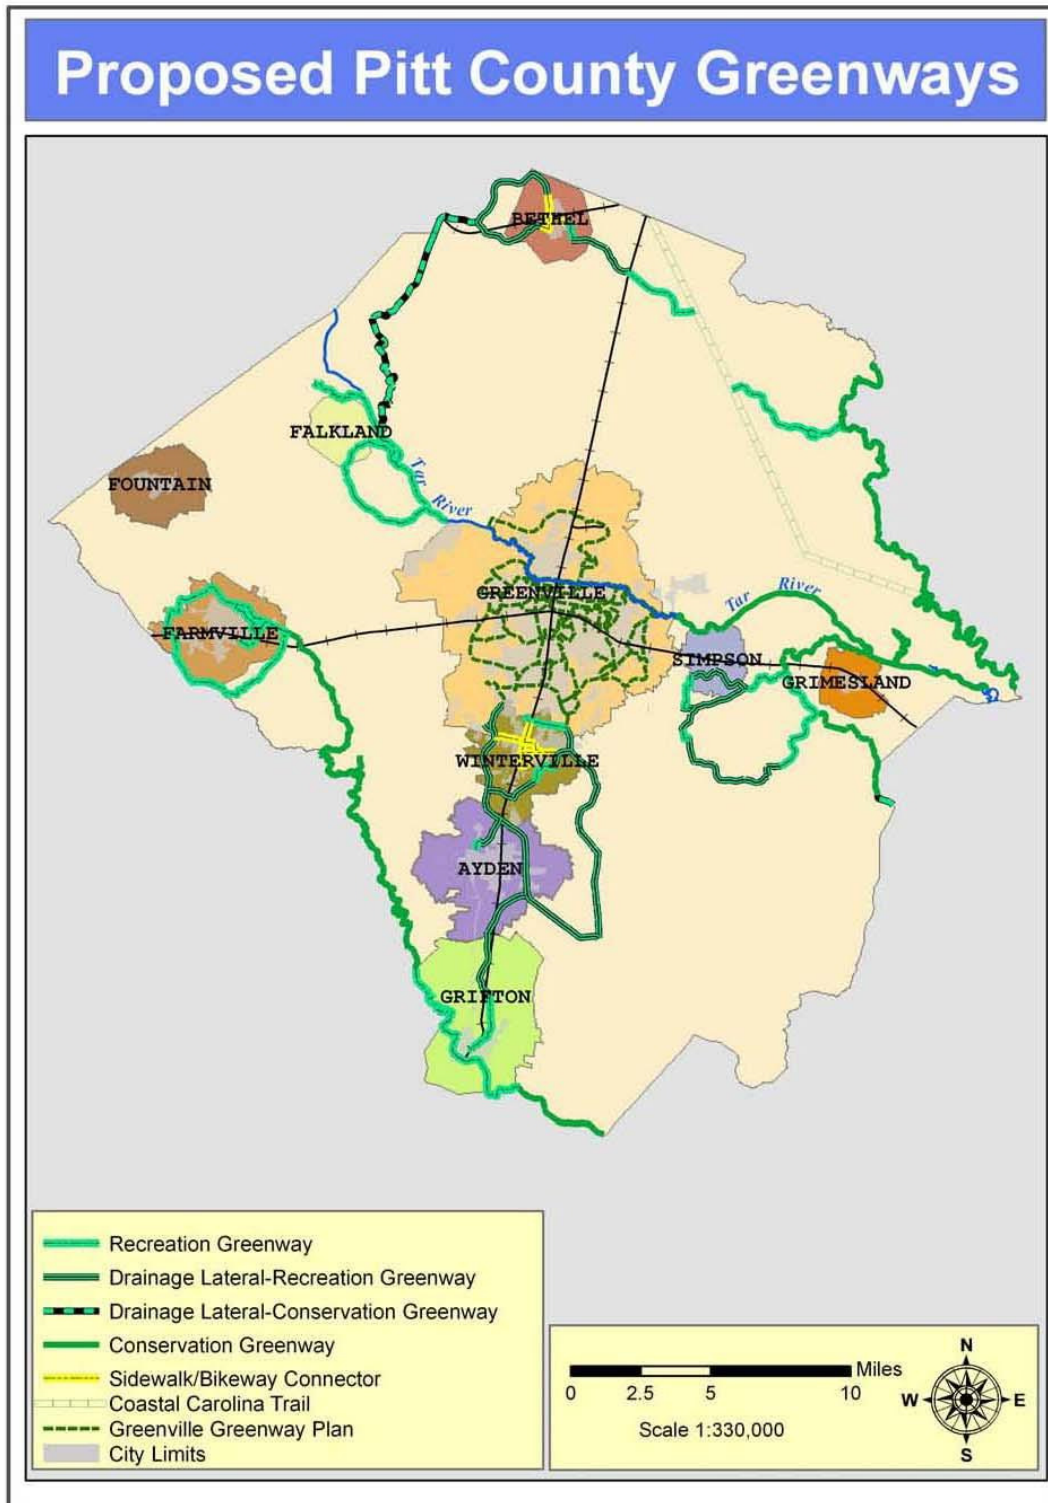 Proposed Pitt County Greenways
BETHEL
FALKLAND
FOUNTAIN
Tar River
GREENVILLE
Tar River
FARMVILLE
SIMPSON
GRIMESLAND
WINTERVILLE
AYDEN
GRIFTON
Recreation Greenway
Drainage Lateral-Recreation Greenway
Drainage Lateral-Conservation Greenway
Conservation Greenway
Sidewalk/Bikeway Connector
Coastal Carolina Trail
Greenville Greenway Plan
City Limits
Miles
0 2.5 5 10
Scale 1:330,000
N
W E
S